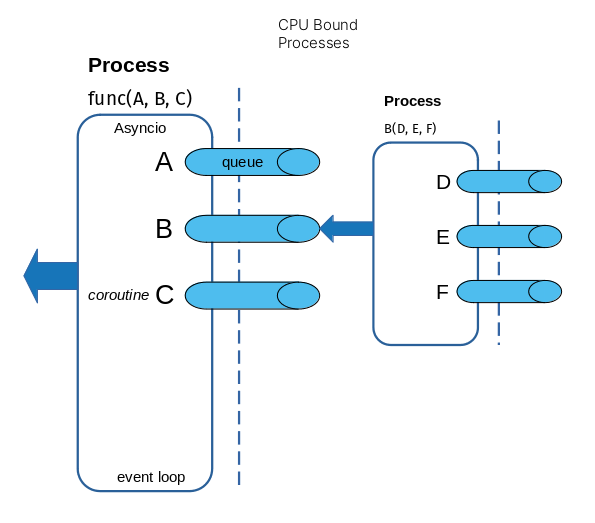 CPU Bound
Processes
Process
func(A, B, C)
Asyncio
A
queue
B
coroutine C
event loop
Process
B(D, E, F)
D
E
F